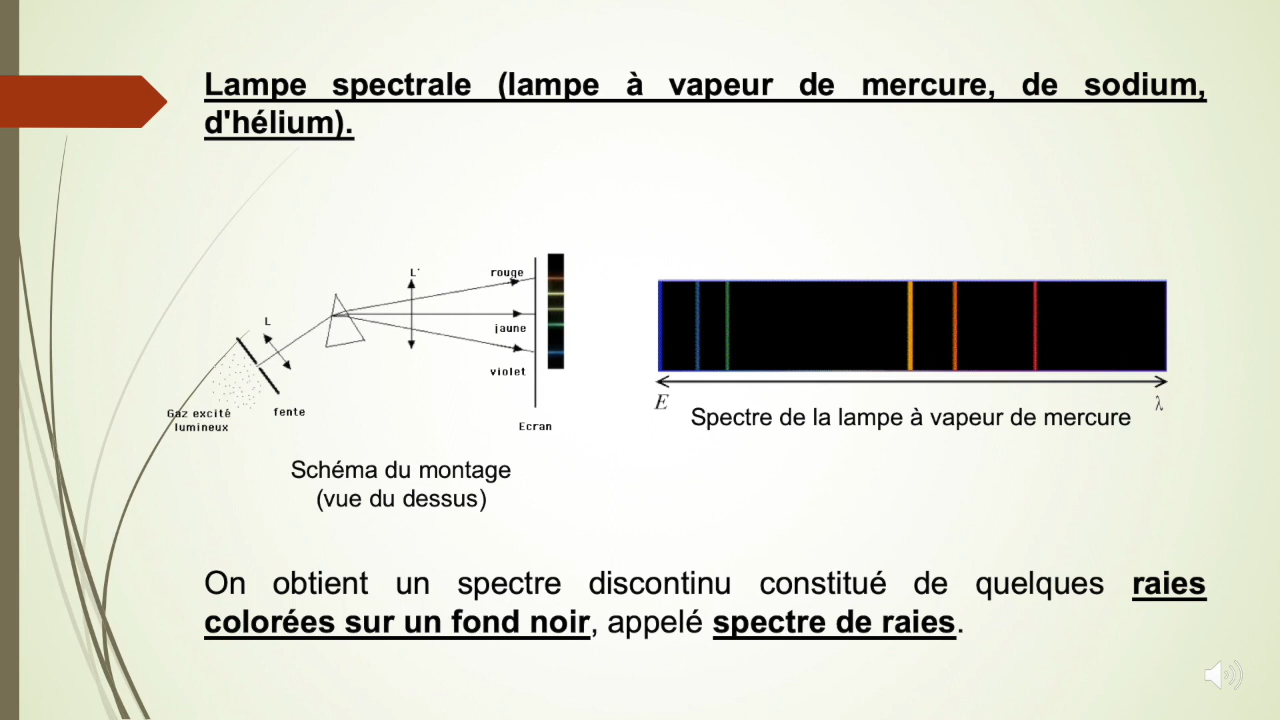 Lampe spectrale (lampe à vapeur de mercure, de sodium,
d'hélium).
L
L'
rouge
jaune
violet
Gaz excité
lumineux
fente
Ecran
E
λ
Spectre de la lampe à vapeur de mercure
Schéma du montage
(vue du dessus)
On obtient un spectre discontinu constitué de quelques raies
colorées sur un fond noir, appelé spectre de raies.